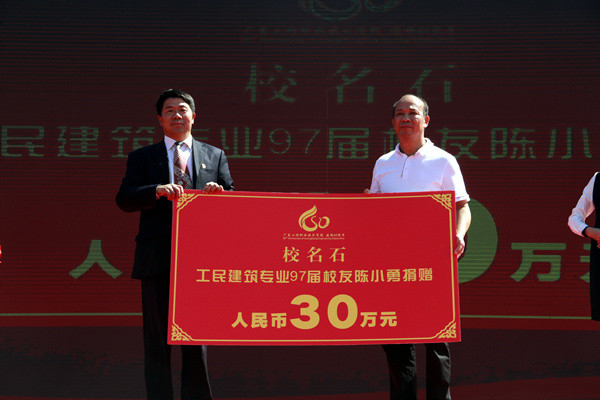 校名石
工民建筑专业97届校友陈小
人
万元
校名石
工民建筑专业97届校友陈小勇捐赠
人民币30万元